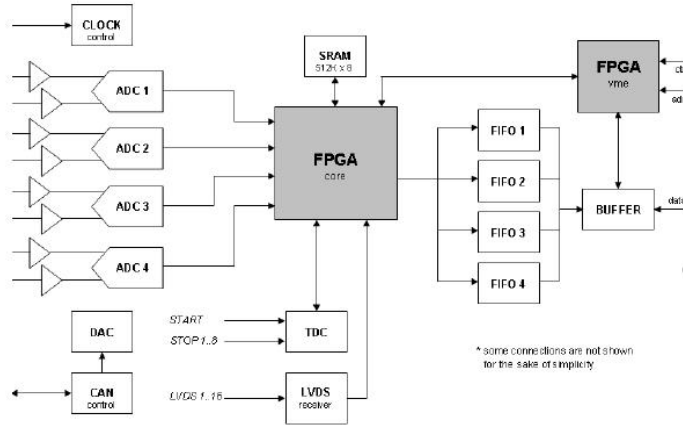 CLOCK
control
SRAM
512K x 8
FPGA
vme
ADC 1
ADC 2
ADC 3
ADC 4
FPGA
core
FIFO 1
FIFO 2
FIFO 3
FIFO 4
BUFFER
DAC
CAN
control
START
STOP 1..8
TDC
LVDS 1..16
LVDS
receiver
* some connections are not shown
for the sake of simplicity